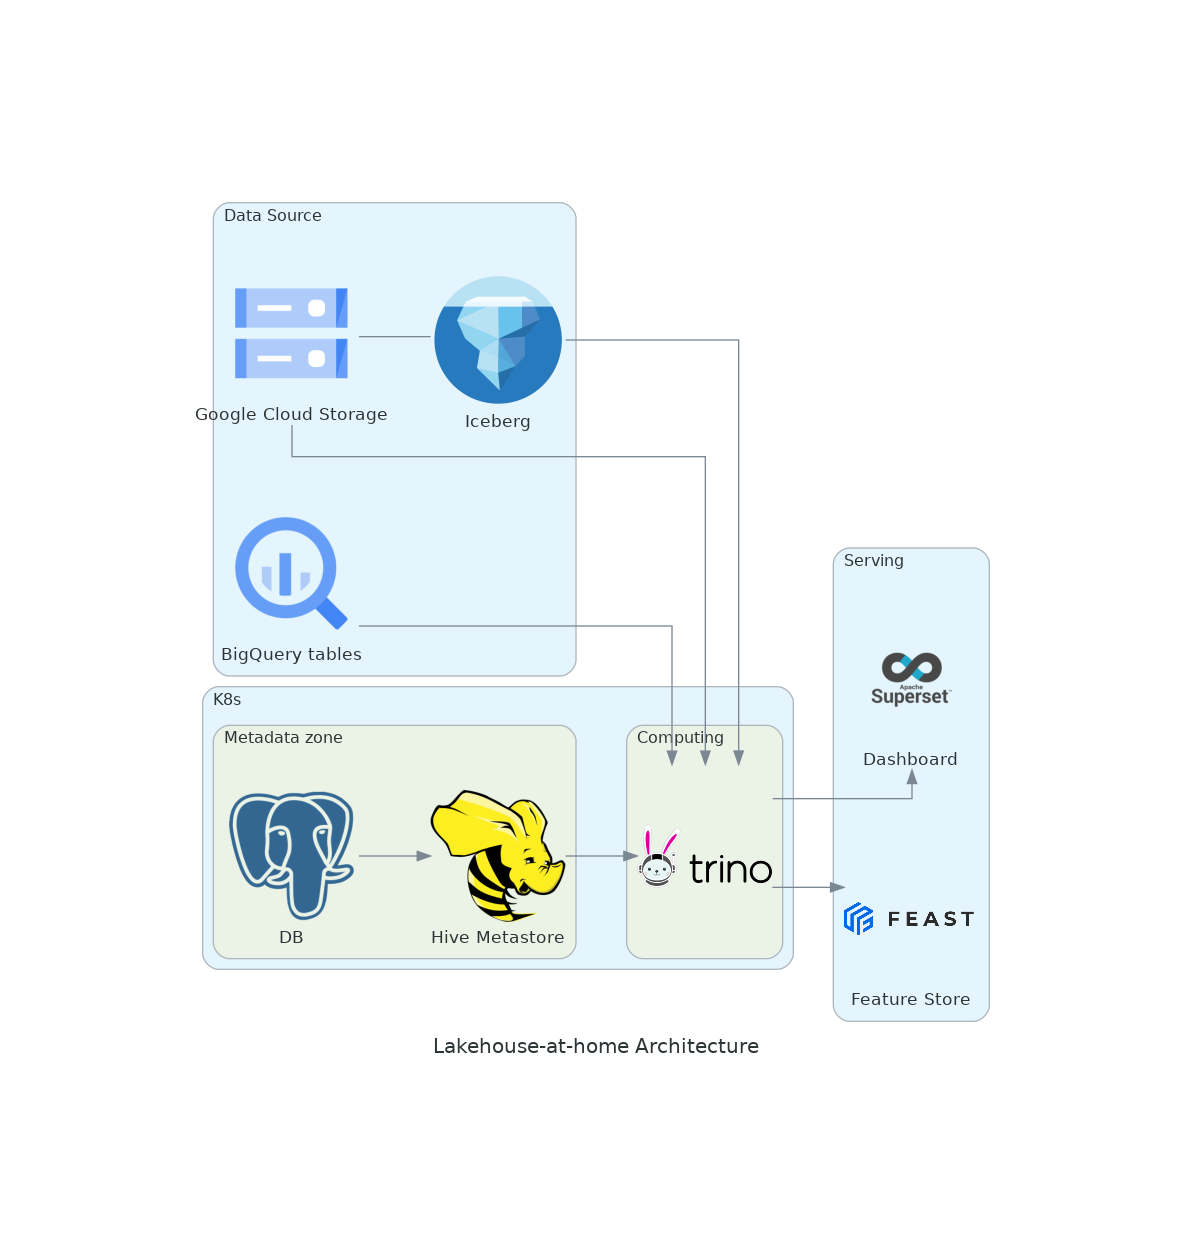 Data Source
Google Cloud Storage
Iceberg
BigQuery tables
Serving
Apache
Superset
Dashboard
K8s
Metadata zone
Computing
trino
DB
Hive Metastore
FEAST
Feature Store
Lakehouse-at-home Architecture